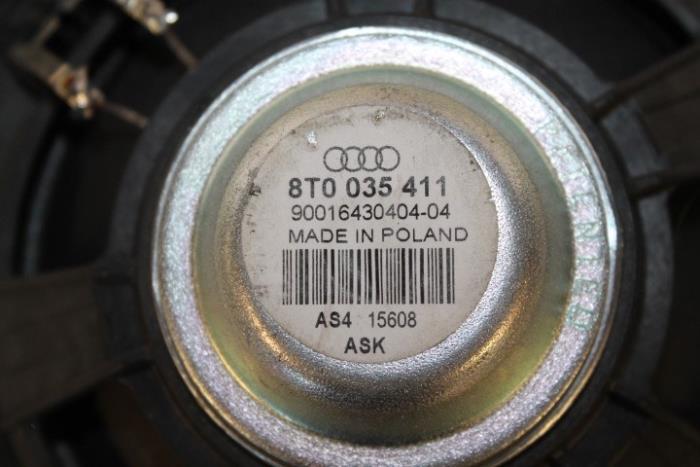 8T0 035 411
90016430404-04
MADE IN POLAND
AS4 15608
ASK